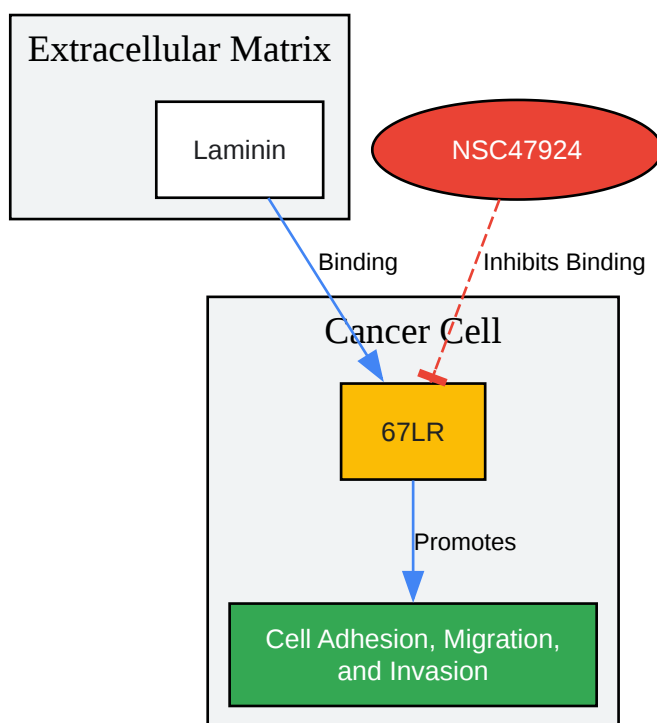 Extracellular Matrix
Laminin
NSC47924
Binding
Inhibits Binding
Cancer Cell
67LR
Promotes
Cell Adhesion, Migration,
and Invasion